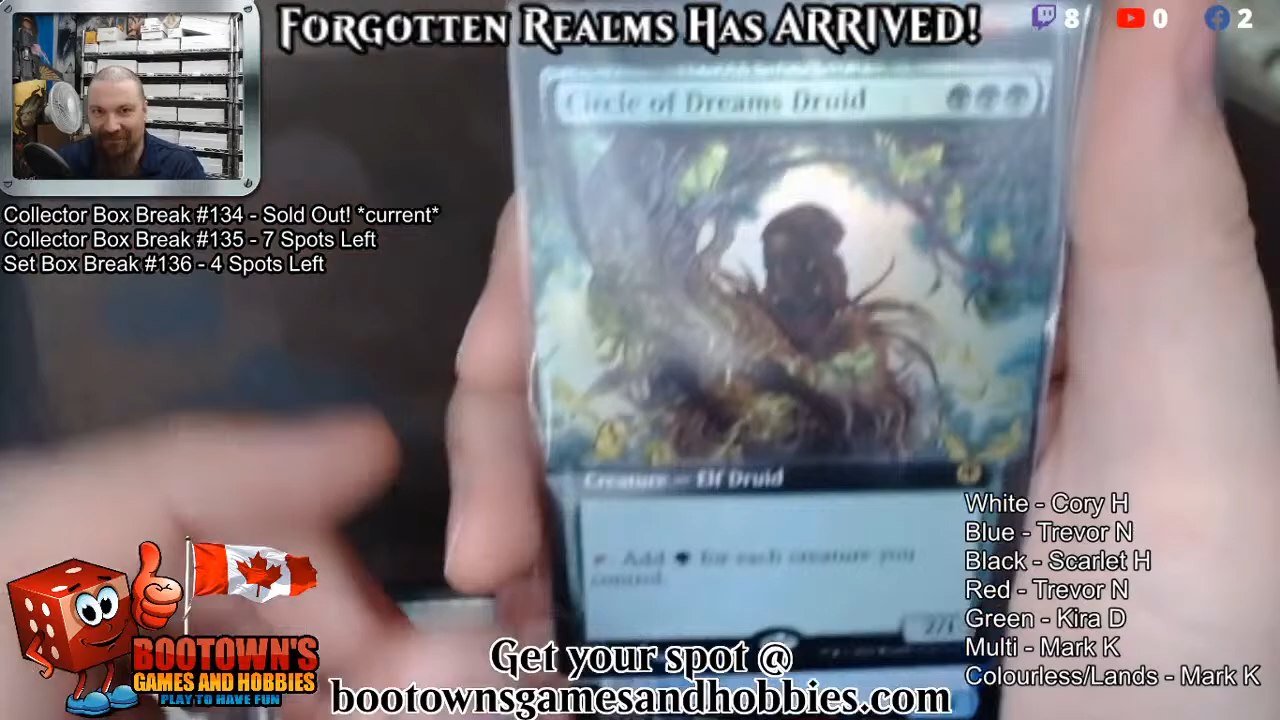 FORGOTTEN REALMS HAS ARRIVED!
8
0
2
Circle of Dreams Druid
Collector Box Break #134 - Sold Out! *current*
Collector Box Break #135 - 7 Spots Left
Set Box Break #136 - 4 Spots Left
Creature — Elf Druid
Add for each creature you
control.
2/1
White - Cory H
Blue - Trevor N
Black - Scarlet H
Red - Trevor N
Green - Kira D
Multi - Mark K
Colourless/Lands - Mark K
BOOTOWN'S
GAMES AND HOBBIES
PLAY TO HAVE FUN
Get your spot @
bootownsgamesandhobbies.com